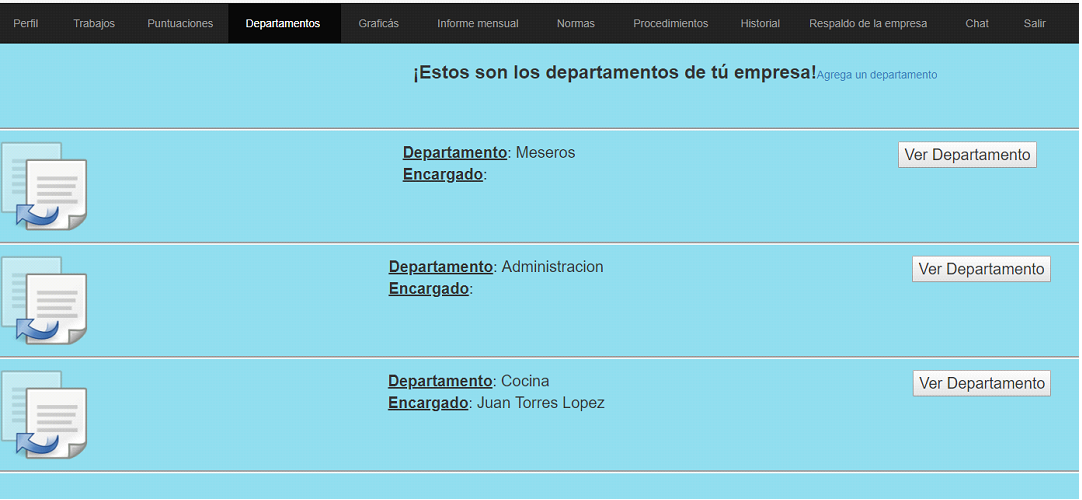 Perfil Trabajos Puntuaciones Departamentos Graficás Informe mensual Normas Procedimientos Historial Respaldo de la empresa Chat Salir
¡Estos son los departamentos de tú empresa!Agrega un departamento
Departamento: Meseros Ver Departamento
Encargado:
Departamento: Administracion Ver Departamento
Encargado:
Departamento: Cocina Ver Departamento
Encargado: Juan Torres Lopez